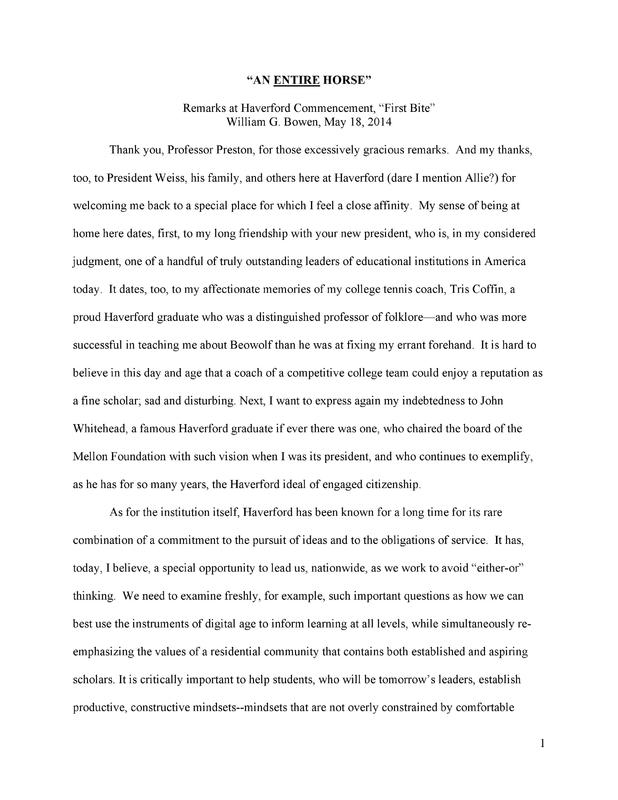 “AN ENTIRE HORSE”
Remarks at Haverford Commencement, “First Bite”
William G. Bowen, May 18, 2014
Thank you, Professor Preston, for those excessively gracious remarks.  And my thanks,
too, to President Weiss, his family, and others here at Haverford (dare I mention Allie?) for
welcoming me back to a special place for which I feel a close affinity.  My sense of being at
home here dates, first, to my long friendship with your new president, who is, in my considered
judgment, one of a handful of truly outstanding leaders of educational institutions in America
today.  It dates, too, to my affectionate memories of my college tennis coach, Tris Coffin, a
proud Haverford graduate who was a distinguished professor of folklore—and who was more
successful in teaching me about Beowolf than he was at fixing my errant forehand.  It is hard to
believe in this day and age that a coach of a competitive college team could enjoy a reputation as
a fine scholar; sad and disturbing. Next, I want to express again my indebtedness to John
Whitehead, a famous Haverford graduate if ever there was one, who chaired the board of the
Mellon Foundation with such vision when I was its president, and who continues to exemplify,
as he has for so many years, the Haverford ideal of engaged citizenship.
As for the institution itself, Haverford has been known for a long time for its rare
combination of a commitment to the pursuit of ideas and to the obligations of service.  It has,
today, I believe, a special opportunity to lead us, nationwide, as we work to avoid “either-or”
thinking.  We need to examine freshly, for example, such important questions as how we can
best use the instruments of digital age to inform learning at all levels, while simultaneously re-
emphasizing the values of a residential community that contains both established and aspiring
scholars. It is critically important to help students, who will be tomorrow’s leaders, establish
productive, constructive mindsets--mindsets that are not overly constrained by comfortable
1